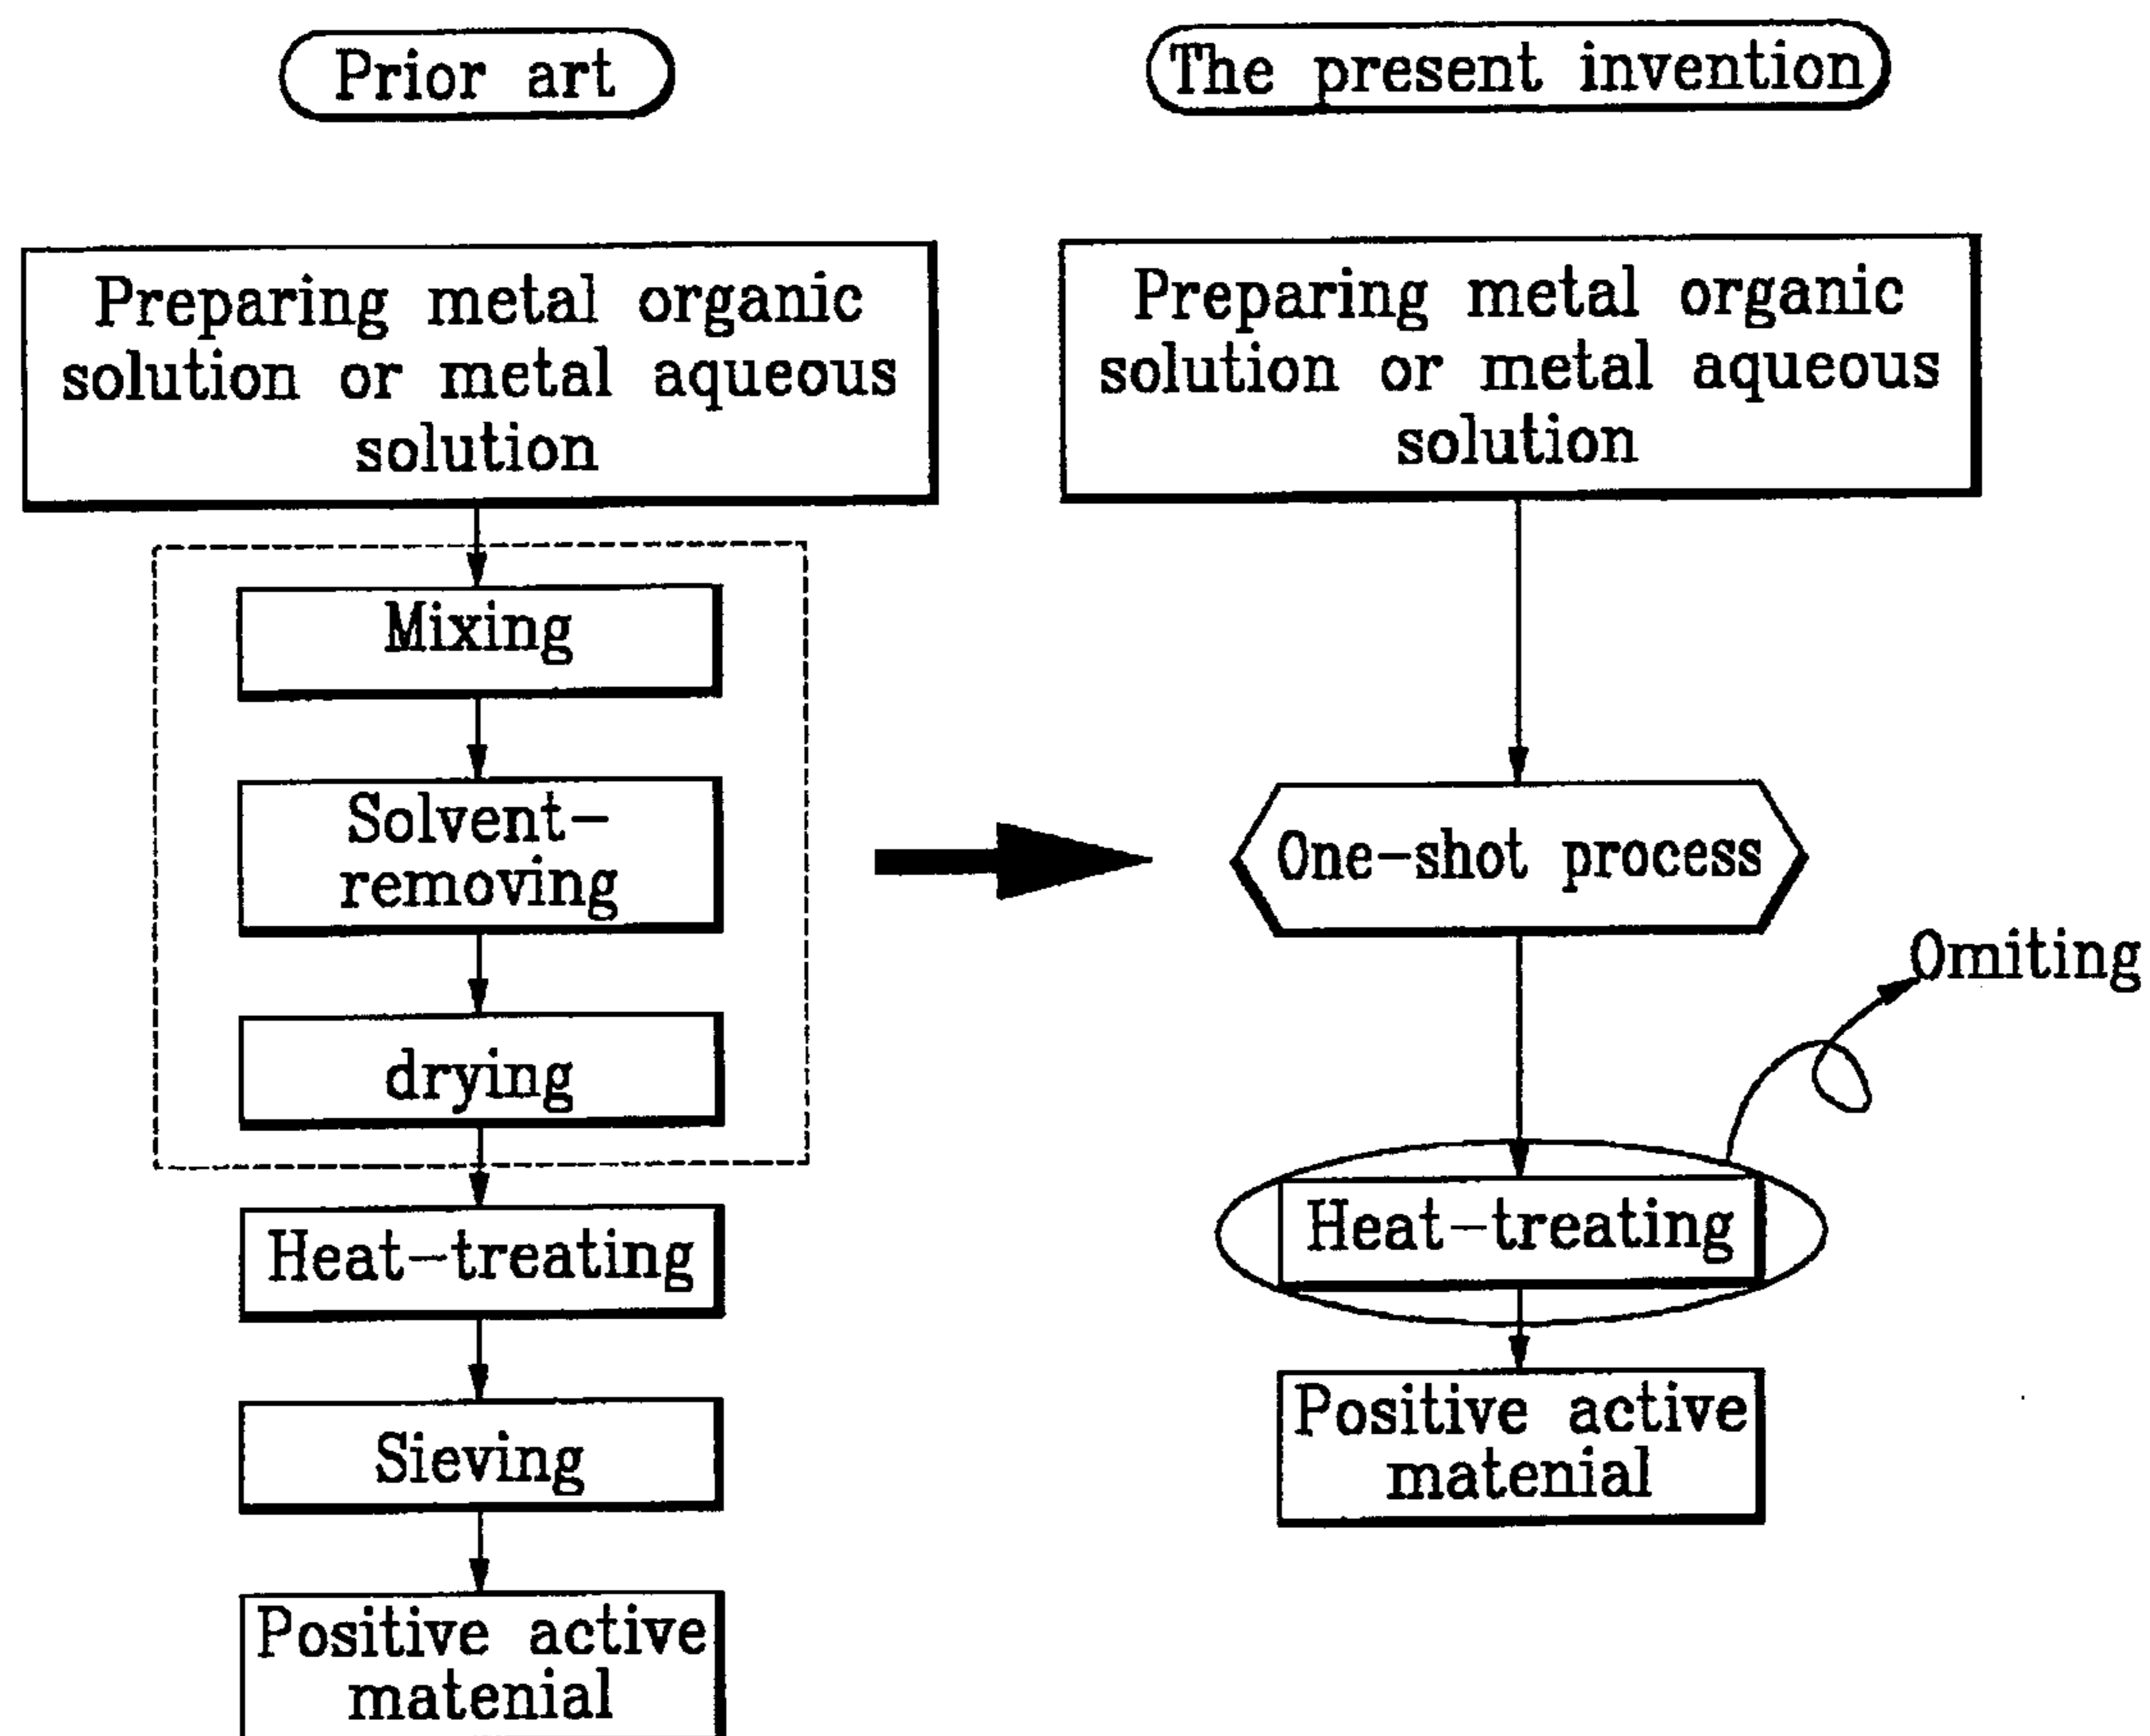 Prior art
Preparing metal organic
solution or metal aqueous
solution
Mixing
Solvent-
removing
drying
Heat-treating
Sieving
Positive active
matenial
The present invention
Preparing metal organic
solution or metal aqueous
solution
One-shot process
Omiting
Heat-treating
Positive active
matenial